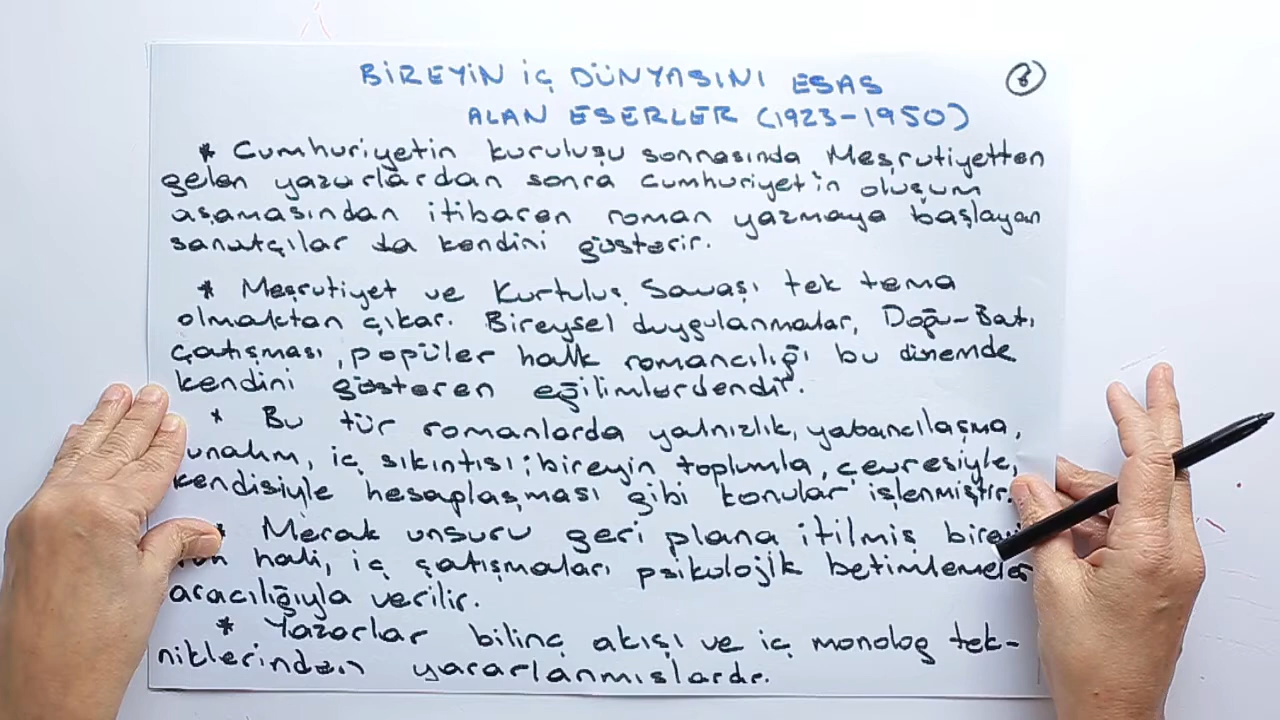 BİREYİN İÇ DÜNYASINI ESAS
ALAN ESERLER (1923-1950)
* Cumhuriyetin kuruluşu sonrasında Meşrutiyetten
gelen yazarlardan sonra Cumhuriyet'in oluşum
aşamasından itibaren roman yazmaya başlayan
sanatçılar da kendini gösterir.
* Meşrutiyet ve Kurtuluş Savaşı tek tema
olmaktan çıkar. Bireysel duygulanmalar, Doğu-Batı
çatışması, popüler halk romancılığı bu dönemde
kendini gösteren eğilimlerdendir.
* Bu tür romanlarda yalnızlık, yabancılaşma,
bunalım, iç sıkıntısı; bireyin toplumla, çevresiyle,
kendisiyle hesaplaşması gibi konular işlenmiştir.
* Merak unsuru geri plana itilmiş
hali, iç çatışmaları psikolojik betimlemeler
aracılığıyla verilir.
* Yazarlar bilinç akışı ve iç monolog tek-
niklerinden yararlanmışlardır.